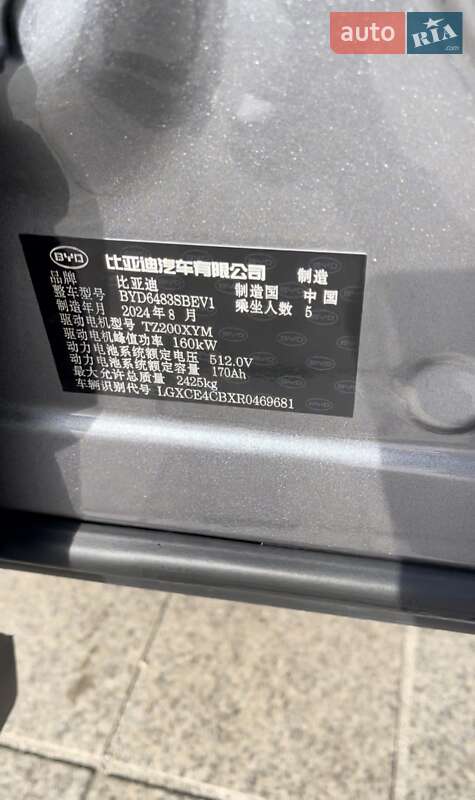 auto RIA.com
BYD 比亚迪汽车有限公司 制造
品牌 比亚迪 制造国 中国
整车型号 BYD6483SBEV1 乘坐人数 5
制造年月 2024年8月
驱动电机型号 TZ200XYM
驱动电机峰值功率 160kW
动力电池系统额定电压 512.0V
动力电池系统额定容量 170Ah
最大允许总质量 2425kg
车辆识别代号 LGXCE4CBXR0469681